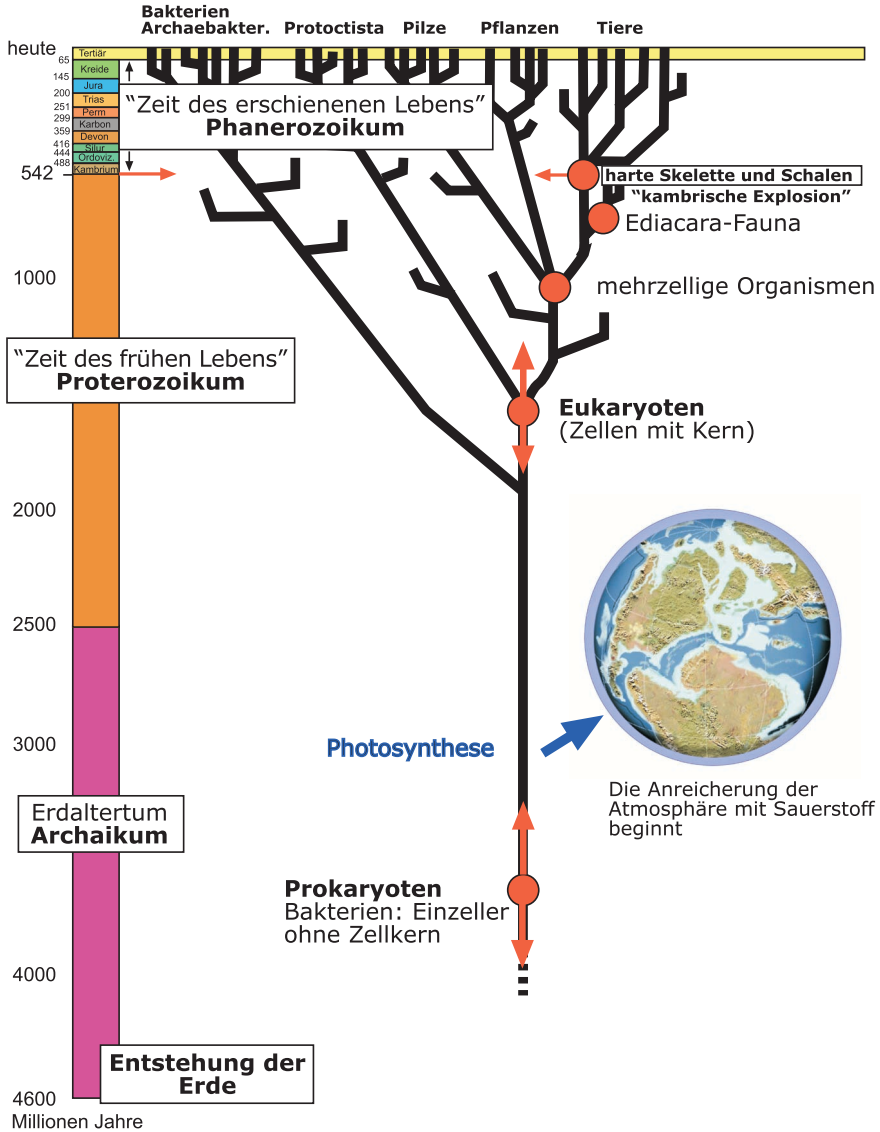 Bakterien
Archaebakter.
Protoctista
Pilze
Pflanzen
Tiere
heute
Tertiär
65
Kreide
145
Jura
200
Trias
251
Perm
299
Karbon
359
Devon
416
Silur
444
Ordoviz.
488
Kambrium
542
"Zeit des erschienenen Lebens"
Phanerozoikum
harte Skelette und Schalen
"kambrische Explosion"
Ediacara-Fauna
1000
mehrzellige Organismen
"Zeit des frühen Lebens"
Proterozoikum
Eukaryoten
(Zellen mit Kern)
2000
2500
3000
Photosynthese
Die Anreicherung der
Atmosphäre mit Sauerstoff
beginnt
Erdaltertum
Archaikum
Prokaryoten
Bakterien: Einzeller
ohne Zellkern
4000
Entstehung der
Erde
4600
Millionen Jahre